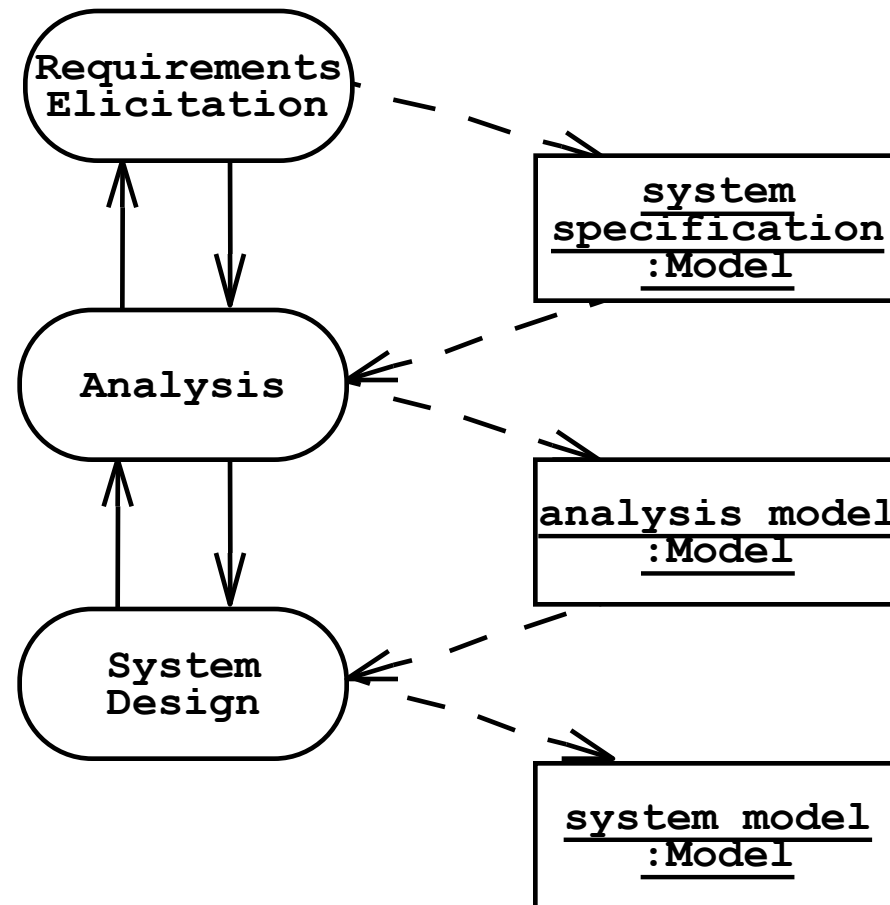 Requirements
Elicitation
system
specification
:Model
Analysis
analysis model
:Model
System
Design
system model
:Model